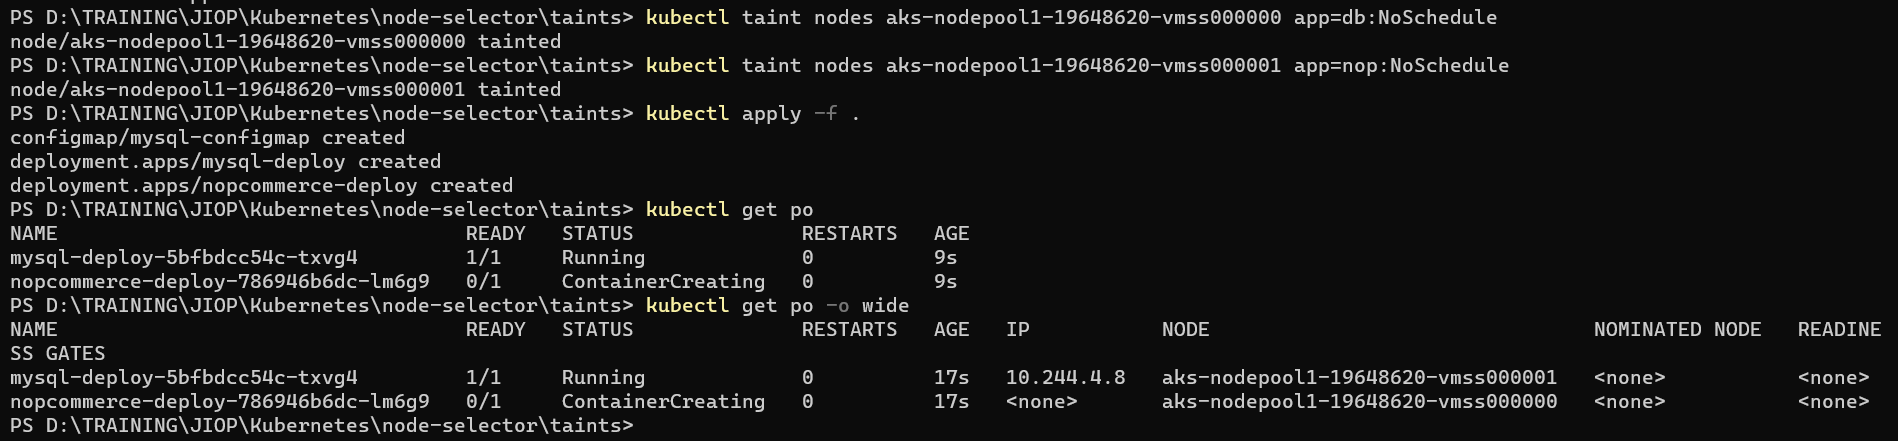 PS D:\TRAINING\JIOP\Kubernetes\node-selector\taints> kubectl taint nodes aks-nodepool1-19648620-vmss000000 app=db:NoSchedule
node/aks-nodepool1-19648620-vmss000000 tainted
PS D:\TRAINING\JIOP\Kubernetes\node-selector\taints> kubectl taint nodes aks-nodepool1-19648620-vmss000001 app=nop:NoSchedule
node/aks-nodepool1-19648620-vmss000001 tainted
PS D:\TRAINING\JIOP\Kubernetes\node-selector\taints> kubectl apply -f .
configmap/mysql-configmap created
deployment.apps/mysql-deploy created
deployment.apps/nopcommerce-deploy created
PS D:\TRAINING\JIOP\Kubernetes\node-selector\taints> kubectl get po
NAME                                  READY   STATUS              RESTARTS   AGE
mysql-deploy-5bfbdcc54c-txvg4         1/1     Running             0          9s
nopcommerce-deploy-786946b6dc-lm6g9   0/1     ContainerCreating   0          9s
PS D:\TRAINING\JIOP\Kubernetes\node-selector\taints> kubectl get po -o wide
NAME                                  READY   STATUS              RESTARTS   AGE   IP           NODE                                NOMINATED NODE   READINE
SS GATES
mysql-deploy-5bfbdcc54c-txvg4         1/1     Running             0          17s   10.244.4.8   aks-nodepool1-19648620-vmss000001   <none>           <none>
nopcommerce-deploy-786946b6dc-lm6g9   0/1     ContainerCreating   0          17s   <none>       aks-nodepool1-19648620-vmss000000   <none>           <none>
PS D:\TRAINING\JIOP\Kubernetes\node-selector\taints>